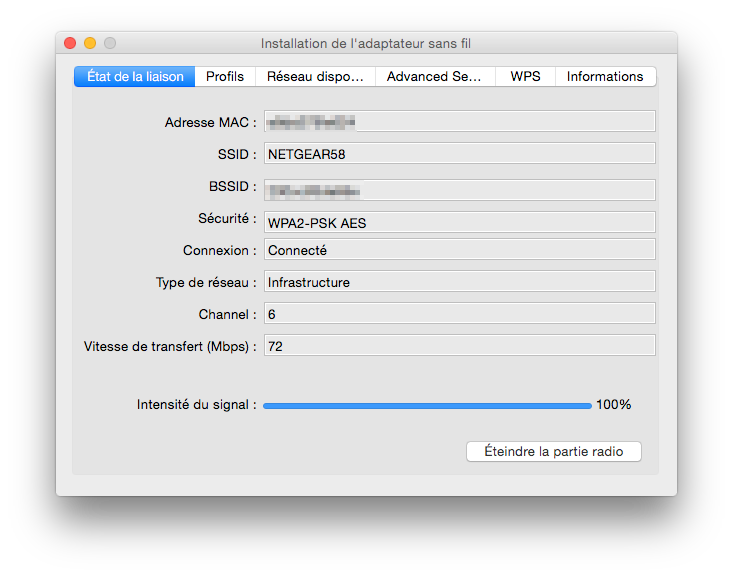 Installation de l'adaptateur sans fil
État de la liaison Profils Réseau dispo… Advanced Se… WPS Informations
Adresse MAC :
SSID : NETGEAR58
BSSID :
Sécurité : WPA2-PSK AES
Connexion : Connecté
Type de réseau : Infrastructure
Channel : 6
Vitesse de transfert (Mbps) : 72
Intensité du signal : 100%
Éteindre la partie radio